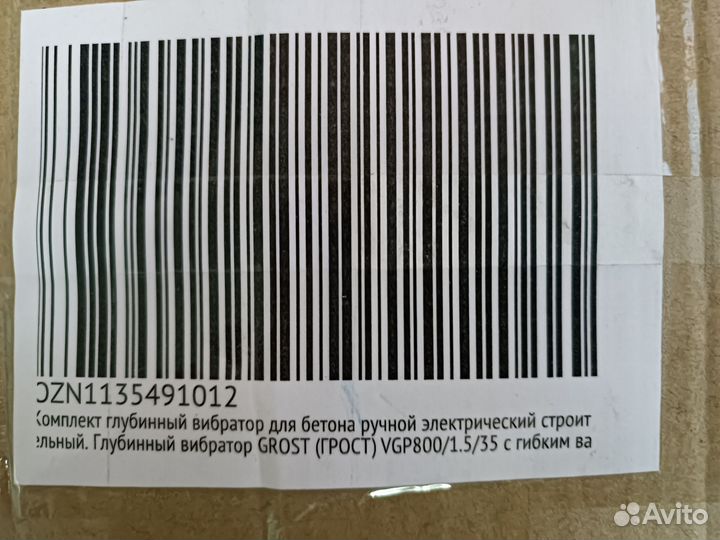 OZN1135491012
Комплект глубинный вибратор для бетона ручной электрический строит
ельный. Глубинный вибратор GROST (ГРОСТ) VGP800/1.5/35 с гибким ва
Avito